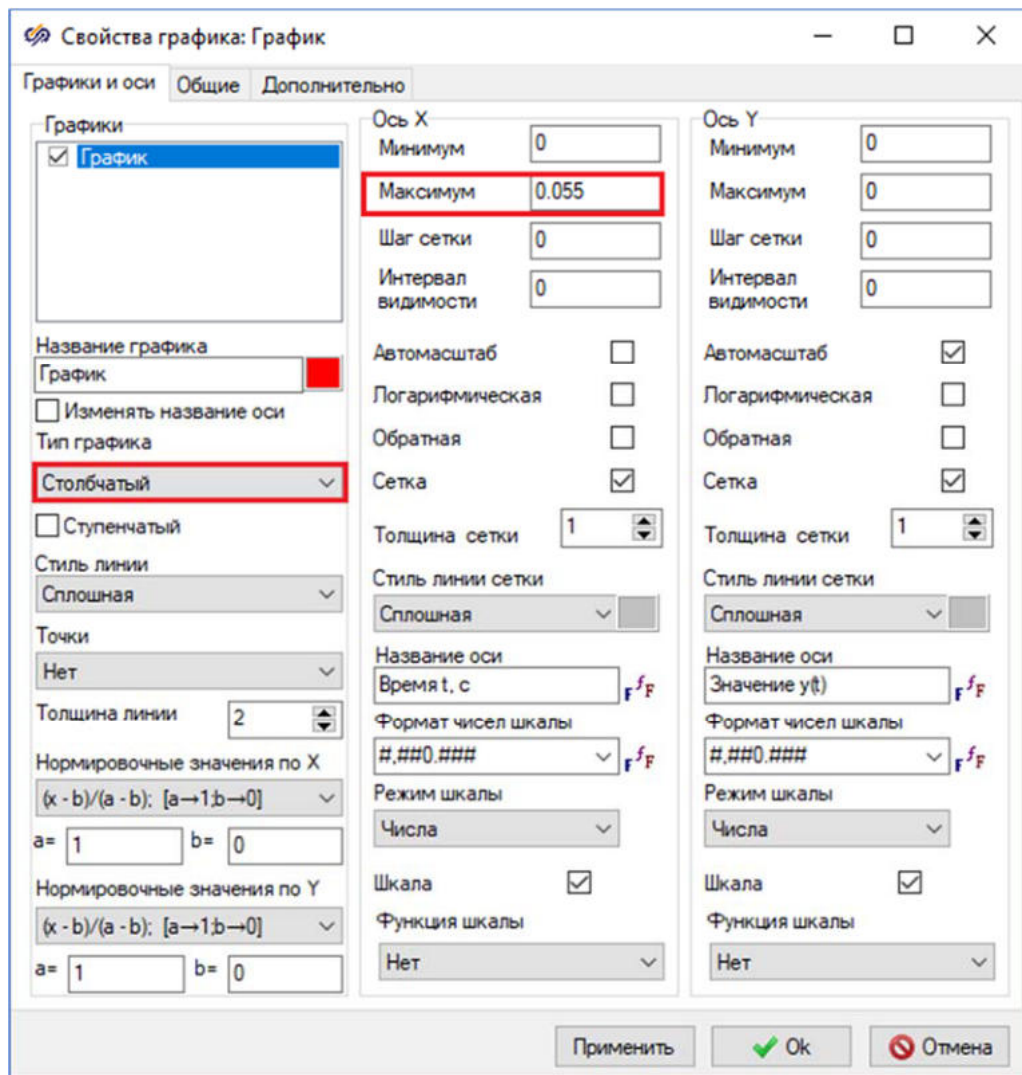 Свойства графика: График
Графики и оси Общие Дополнительно
Графики
График
Название графика
График
Изменять название оси
Тип графика
Столбчатый
Ступенчатый
Стиль линии
Сплошная
Точки
Нет
Толщина линии 2
Нормировочные значения по X
(x - b)/(a - b); [a→1;b→0]
a= 1 b= 0
Нормировочные значения по Y
(x - b)/(a - b); [a→1;b→0]
a= 1 b= 0
Ось X
Минимум 0
Максимум 0.055
Шаг сетки 0
Интервал
видимости 0
Автомасштаб
Логарифмическая
Обратная
Сетка
Толщина сетки 1
Стиль линии сетки
Сплошная
Название оси
Время t, с F f F
Формат чисел шкалы
#,##0.### F f F
Режим шкалы
Числа
Шкала
Функция шкалы
Нет
Ось Y
Минимум 0
Максимум 0
Шаг сетки 0
Интервал
видимости 0
Автомасштаб
Логарифмическая
Обратная
Сетка
Толщина сетки 1
Стиль линии сетки
Сплошная
Название оси
Значение y(t) F f F
Формат чисел шкалы
#,##0.### F f F
Режим шкалы
Числа
Шкала
Функция шкалы
Нет
Применить Ok Отмена